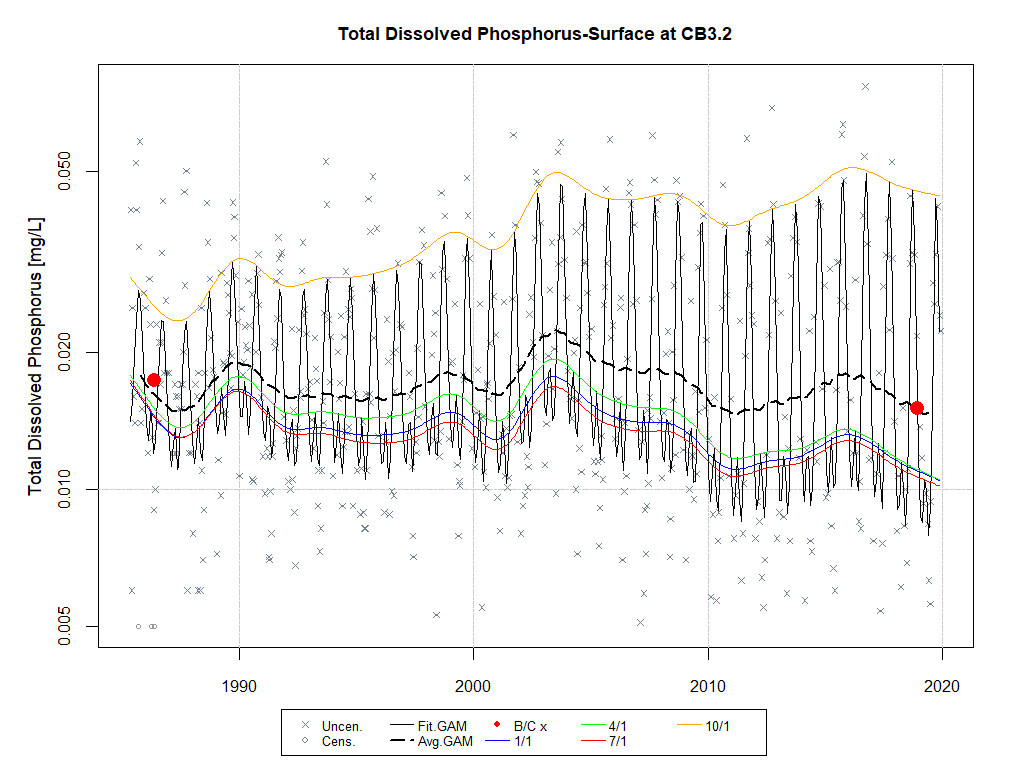 Total Dissolved Phosphorus-Surface at CB3.2
Total Dissolved Phosphorus [mg/L]
0.050
0.020
0.010
0.005
1990 2000 2010 2020
Uncen. Fit.GAM B/C x 4/1 10/1
Cens. Avg.GAM 1/1 7/1